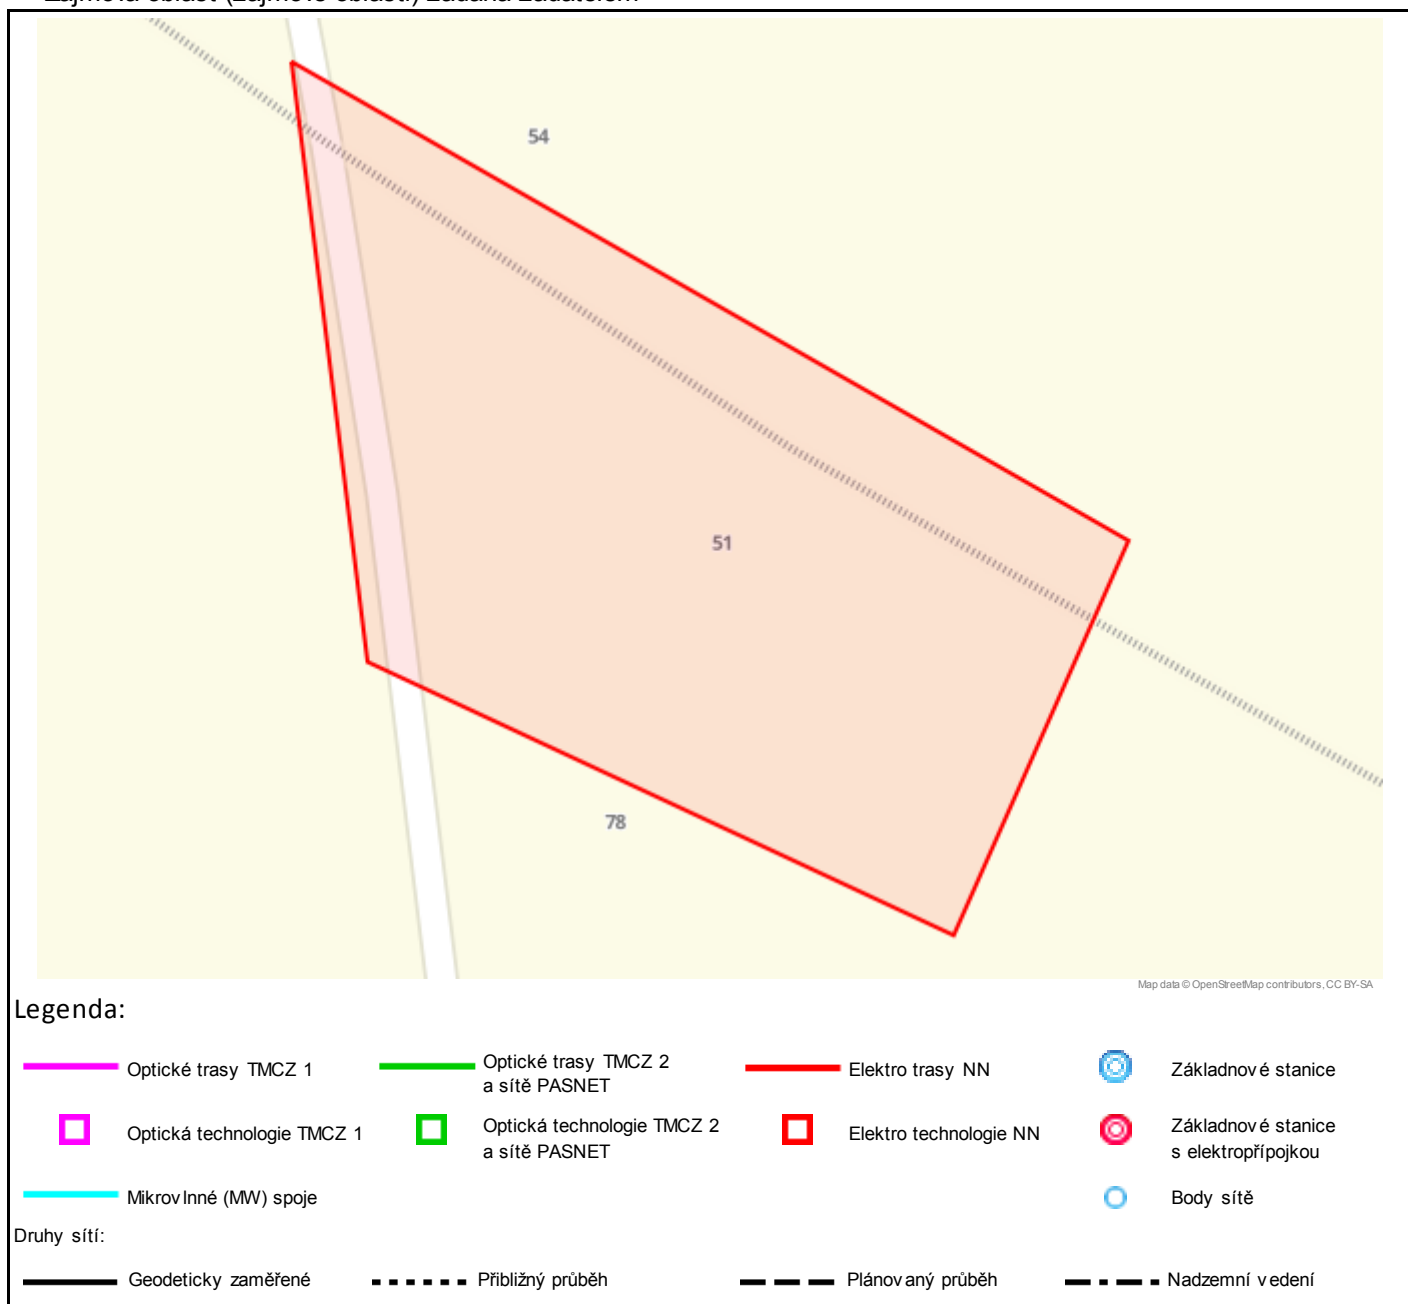 54
51
78
Map data © OpenStreetMap contributors, CC BY-SA
Legenda:
Optické trasy TMCZ 1
Optické trasy TMCZ 2
a sítě PASNET
Elektro trasy NN
Základnové stanice
Optická technologie TMCZ 1
Optická technologie TMCZ 2
a sítě PASNET
Elektro technologie NN
Základnové stanice
s elektropřípojkou
Mikrovlnné (MW) spoje
Body sítě
Druhy sítí:
Geodeticky zaměřené
Přibližný průběh
Plánovaný průběh
Nadzemní vedení